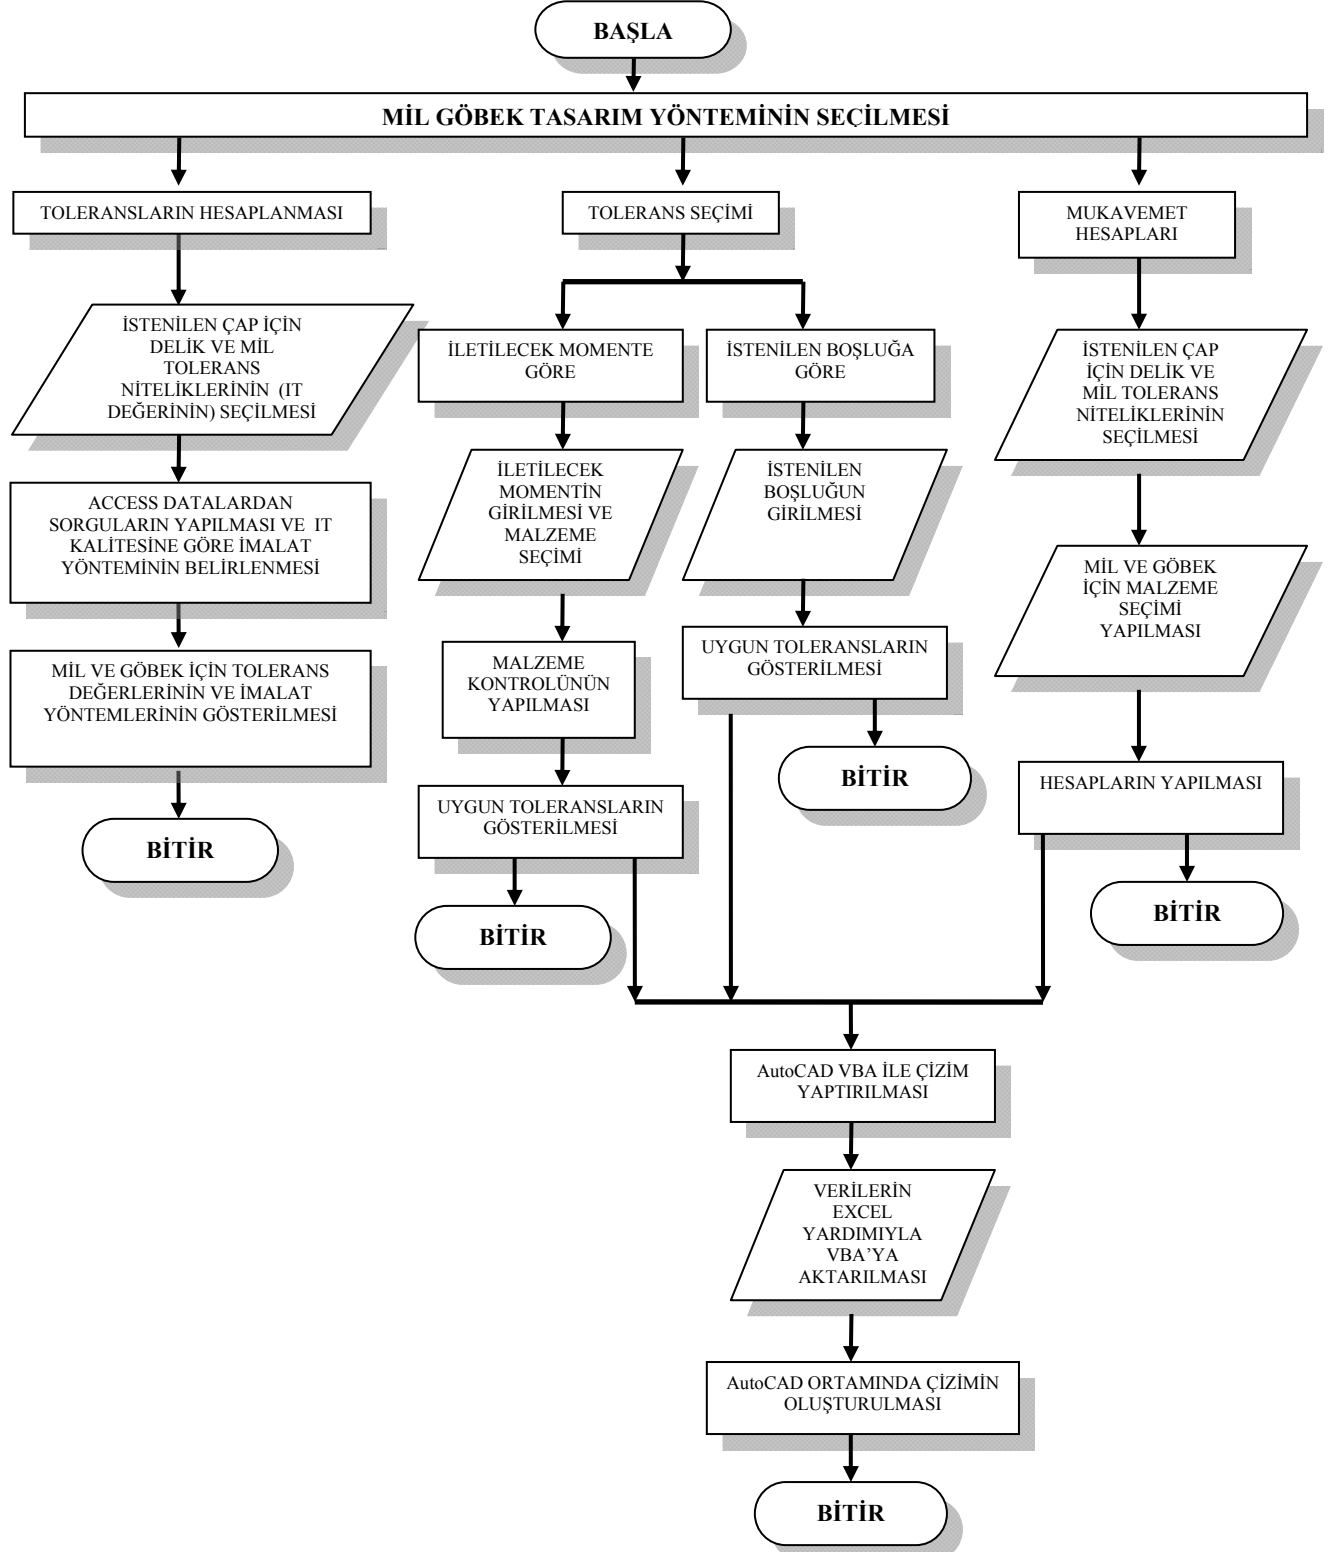 BAŞLA
MİL GÖBEK TASARIM YÖNTEMİNİN SEÇİLMESİ
TOLERANSLARIN HESAPLANMASI
İSTENİLEN ÇAP İÇİN
DELİK VE MİL
TOLERANS
NİTELİKLERİNİN (IT
DEĞERİNİN) SEÇİLMESİ
ACCESS DATALARDAN
SORGULARIN YAPILMASI VE IT
KALİTESİNE GÖRE İMALAT
YÖNTEMİNİN BELİRLENMESİ
MİL VE GÖBEK İÇİN TOLERANS
DEĞERLERİNİN VE İMALAT
YÖNTEMLERİNİN GÖSTERİLMESİ
BİTİR
TOLERANS SEÇİMİ
İLETİLECEK MOMENTE
GÖRE
İLETİLECEK
MOMENTİN
GİRİLMESİ VE
MALZEME
SEÇİMİ
MALZEME
KONTROLÜNÜN
YAPILMASI
UYGUN TOLERANSLARIN
GÖSTERİLMESİ
BİTİR
İSTENİLEN BOŞLUĞA
GÖRE
İSTENİLEN
BOŞLUĞUN
GİRİLMESİ
UYGUN TOLERANSLARIN
GÖSTERİLMESİ
BİTİR
MUKAVEMET
HESAPLARI
İSTENİLEN ÇAP
İÇİN DELİK VE
MİL TOLERANS
NİTELİKLERİNİN
SEÇİLMESİ
MİL VE GÖBEK
İÇİN MALZEME
SEÇİMİ
YAPILMASI
HESAPLARIN YAPILMASI
BİTİR
AutoCAD VBA İLE ÇİZİM
YAPTIRILMASI
VERİLERİN
EXCEL
YARDIMIYLA
VBA’YA
AKTARILMASI
AutoCAD ORTAMINDA ÇİZİMİN
OLUŞTURULMASI
BİTİR